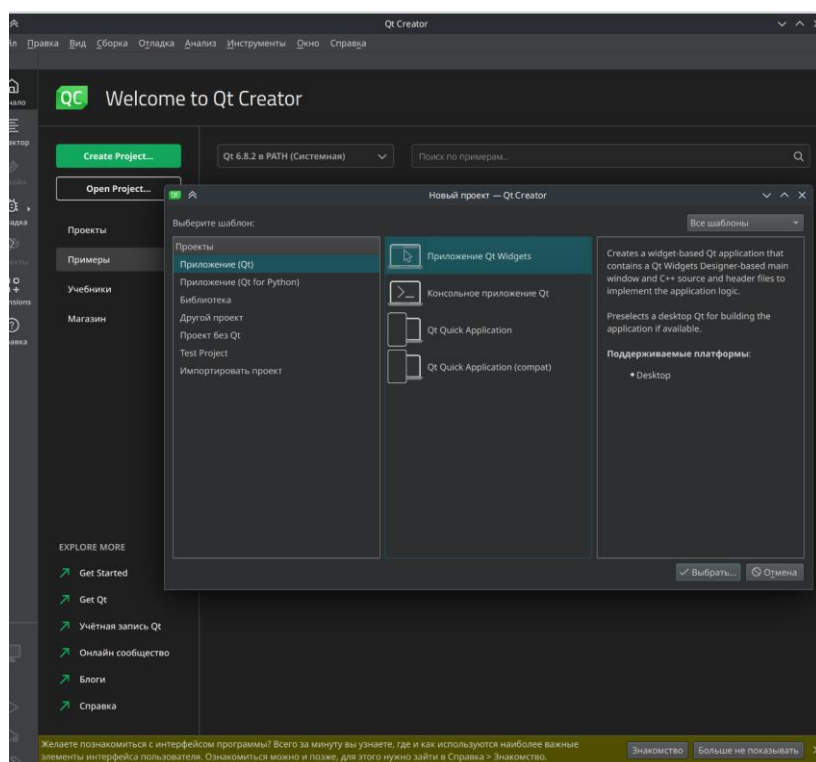 Qt Creator
Правка Вид Сборка Отладка Анализ Инструменты Окно Справка
QC Welcome to Qt Creator
Create Project...
Qt 6.8.2 в PATH (Системная)
Поиск по примерам...
Open Project...
Проекты
Примеры
Учебники
Магазин
Новый проект — Qt Creator
Выберите шаблон:
Все шаблоны
Проекты
Приложение (Qt)
Приложение (Qt for Python)
Библиотека
Другой проект
Проект без Qt
Test Project
Импортировать проект
Приложение Qt Widgets
Консольное приложение Qt
Qt Quick Application
Qt Quick Application (compat)
Creates a widget-based Qt application that
contains a Qt Widgets Designer-based main
window and C++ source and header files to
implement the application logic.
Preselects a desktop Qt for building the
application if available.
Поддерживаемые платформы:
• Desktop
Выбрать...
Отмена
EXPLORE MORE
Get Started
Get Qt
Учётная запись Qt
Онлайн сообщество
Блоги
Справка
Желаете познакомиться с интерфейсом программы? Всего за минуту вы узнаете, где и как используются наиболее важные
элементы интерфейса пользователя. Ознакомиться можно и позже, для этого нужно зайти в Справка > Знакомство.
Знакомство
Больше не показывать